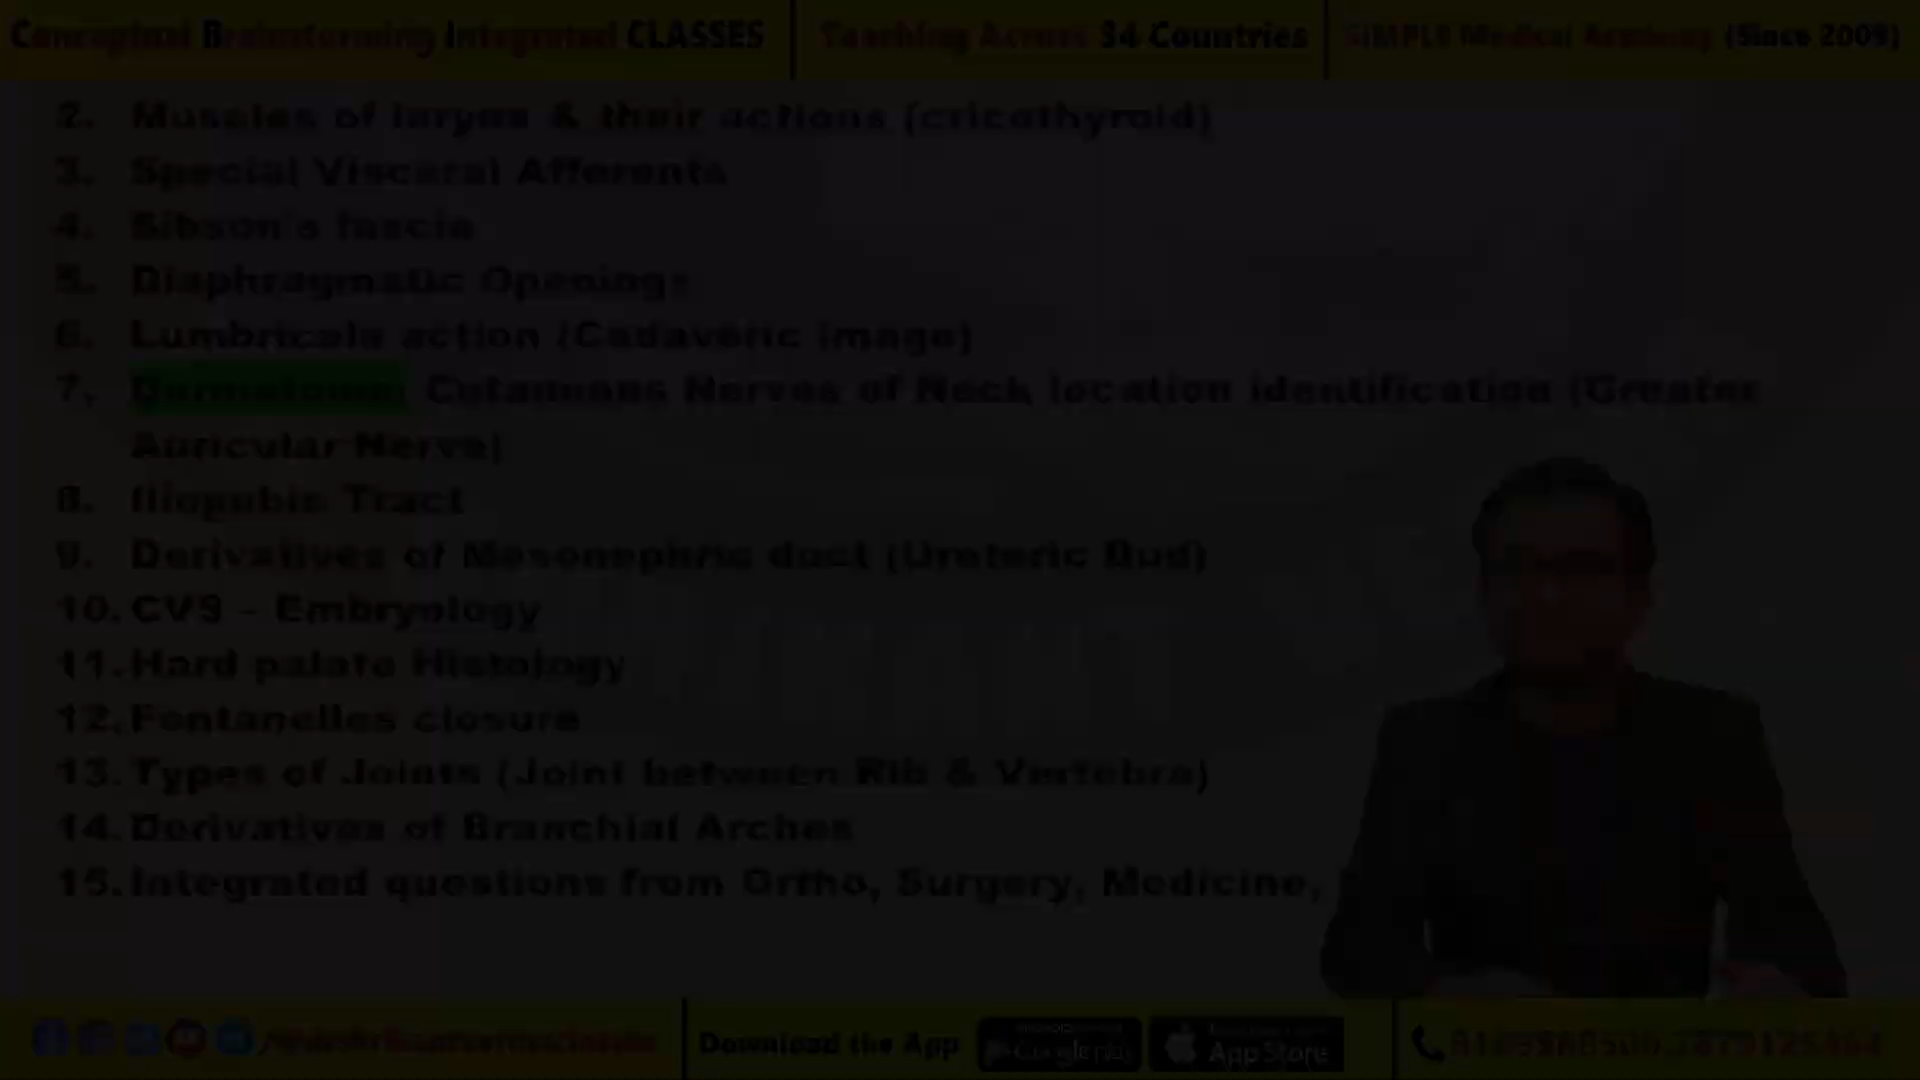 Conceptual Brainstorming Integrated CLASSES
Teaching Across 34 Countries
SIMPLE Medical Academy (Since 2009)
2. Muscles of larynx & their actions (cricothyroid)
3. Special Visceral Afferents
4. Sibson's fascia
5. Diaphragmatic Openings
6. Lumbricals action (Cadaveric image)
7. Dermatome: Cutaneous Nerves of Neck location identification (Greater
Auricular Nerve)
8. Iliopubic Tract
9. Derivatives of Mesonephric duct (Ureteric Bud)
10. CVS – Embryology
11. Hard palate Histology
12. Fontanelles closure
13. Types of Joints (Joint between Rib & Vertebra)
14. Derivatives of Branchial Arches
15. Integrated questions from Ortho, Surgery, Medicine,
Download the App
Google Play
App Store